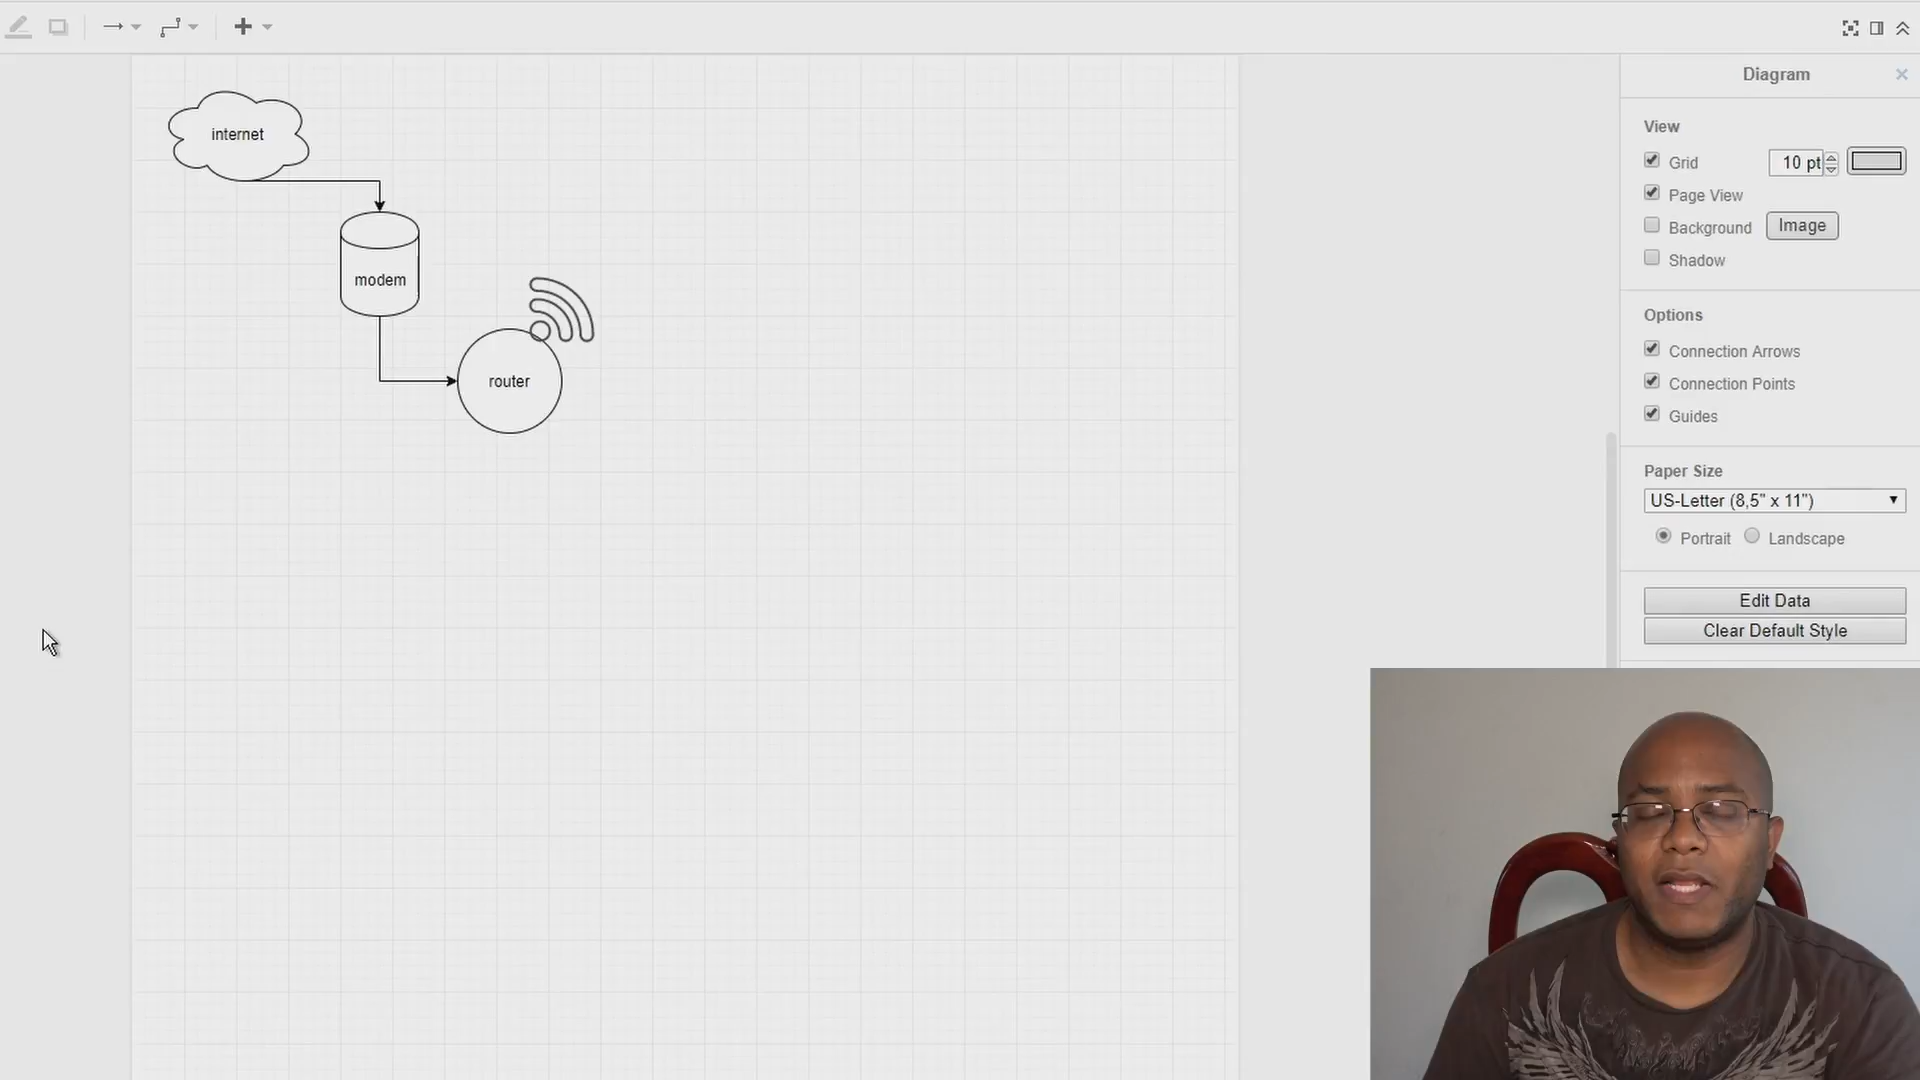 internet
modem
router
Diagram
View
Grid
10 pt
Page View
Background
Image
Shadow
Options
Connection Arrows
Connection Points
Guides
Paper Size
US-Letter (8,5" x 11")
Portrait
Landscape
Edit Data
Clear Default Style